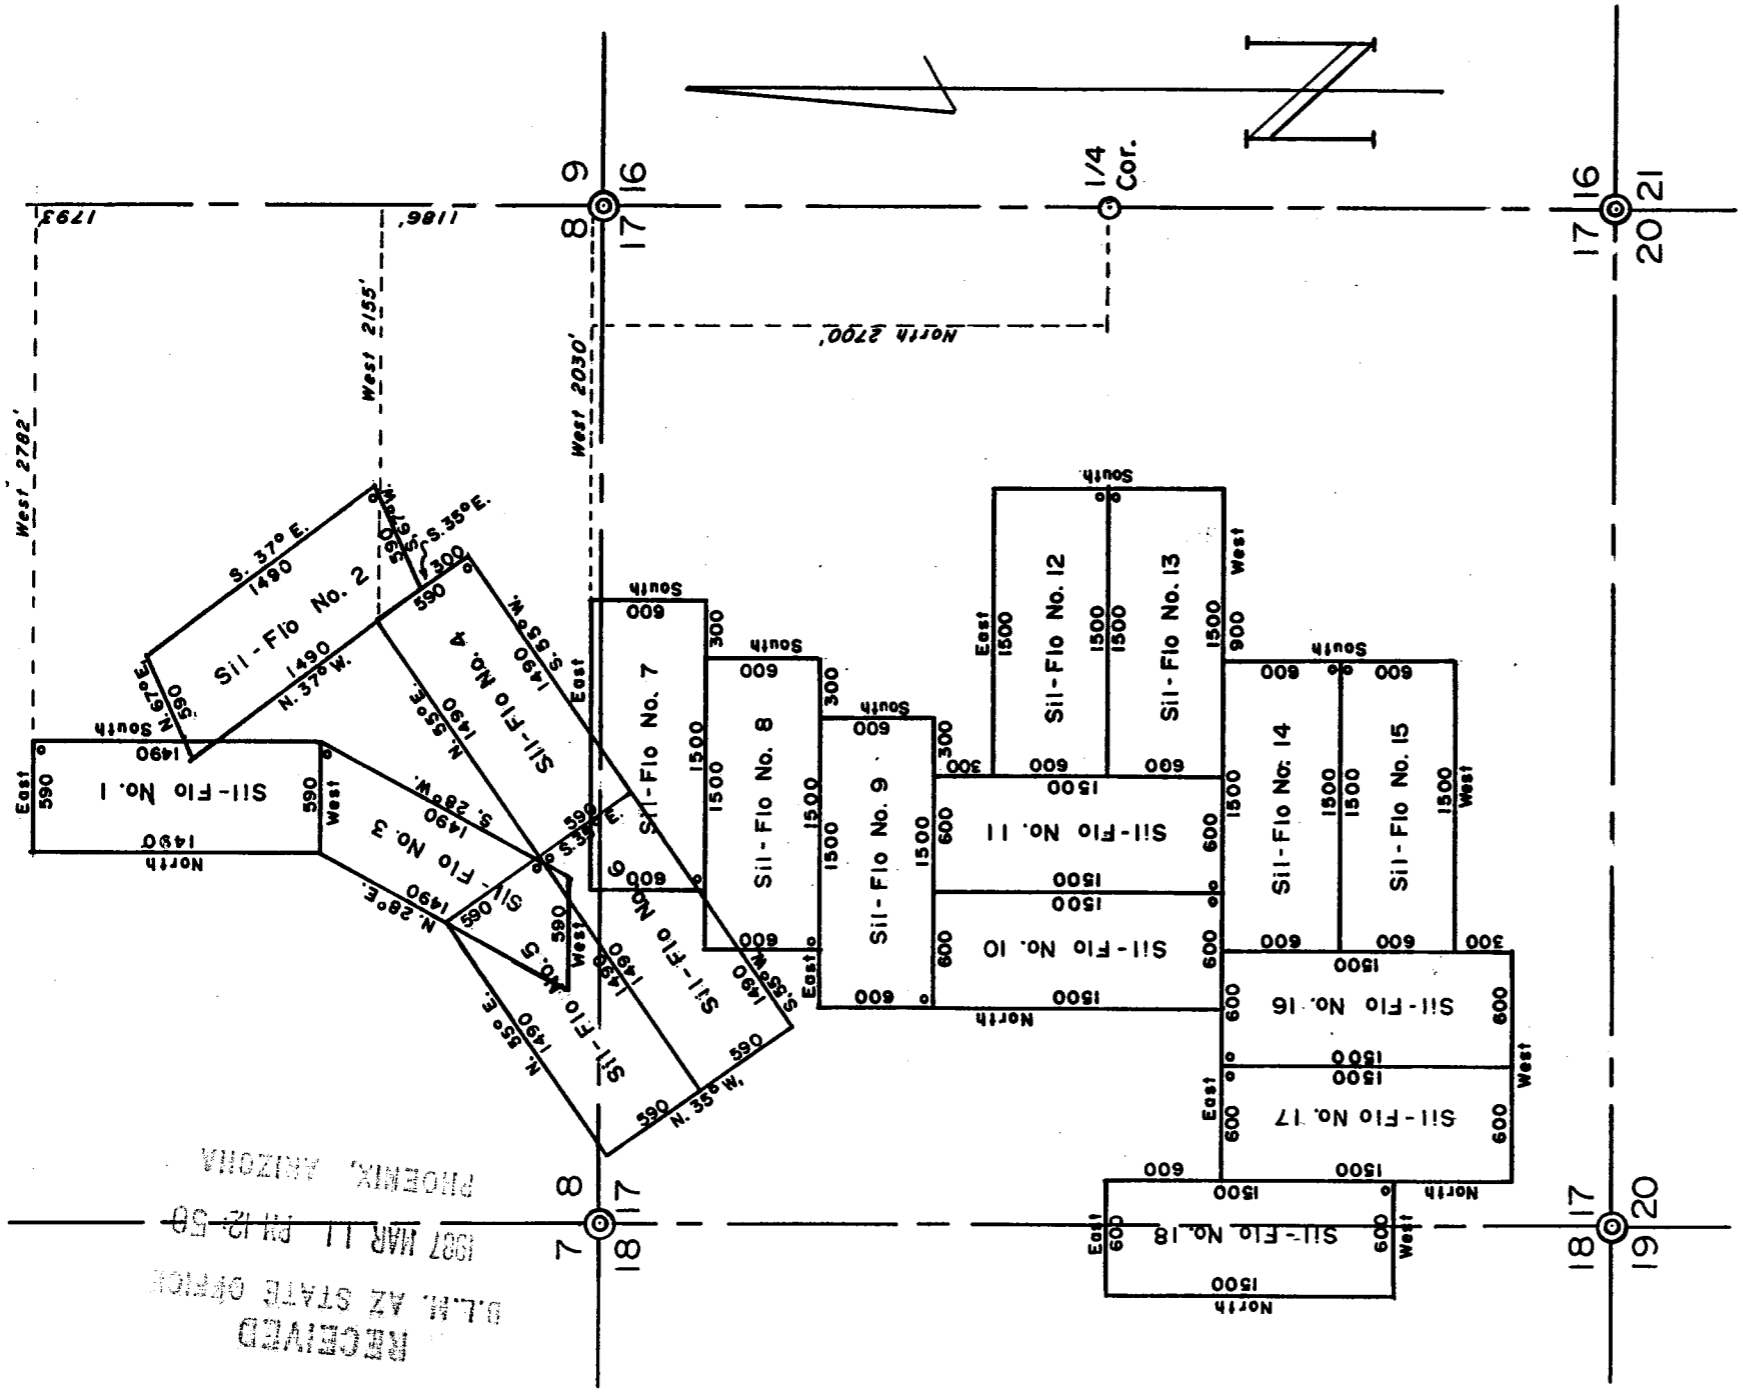 9
16
8
17
1/4
Cor.
17
16
20
21
1793'
1186'
West 2782'
West 2155'
West 2030'
North 2700'
S. 37° E.
1490
Sil-Flo No. 2
1490
N. 37° W.
N. 67° E.
590
S. 67° W.
590
S. 35° E.
300
590
East
590
South
1490
Sil-Flo No. 1
1490
North
590
West
S. 28° W.
1490
Sil-Flo No. 3
1490
N. 28° E.
590
West
S. 55° W.
1490
Sil-Flo No. 4
1490
N. 55° E.
590
S. 35° E.
590
Sil-Flo No. 5
1490
N. 55° E.
1490
1490
Sil-Flo No. 6
1490
S. 55° W.
590
590
N. 35° W.
East
South
600
Sil-Flo No. 7
600
1500
300
South
600
1500
Sil-Flo No. 8
600
1500
East
300
South
600
1500
Sil-Flo No. 9
600
1500
300
300
600
1500
Sil-Flo No. 11
1500
600
600
1500
Sil-Flo No. 10
1500
600
North
East
1500
South
Sil-Flo No. 12
600
1500
1500
Sil-Flo No. 13
600
1500
900
West
1500
600
South
Sil-Flo No. 14
600
1500
1500
600
Sil-Flo No. 15
600
1500
West
300
1500
600
Sil-Flo No. 16
600
1500
1500
East
600
Sil-Flo No. 17
600
West
1500
North
600
1500
East
600
Sil-Flo No. 18
600
West
1500
North
8
17
7
18
17
20
18
19
N
RECEIVED
B.L.M. AZ STATE OFFICE
1987 MAR 11 PM 12:50
PHOENIX, ARIZONA